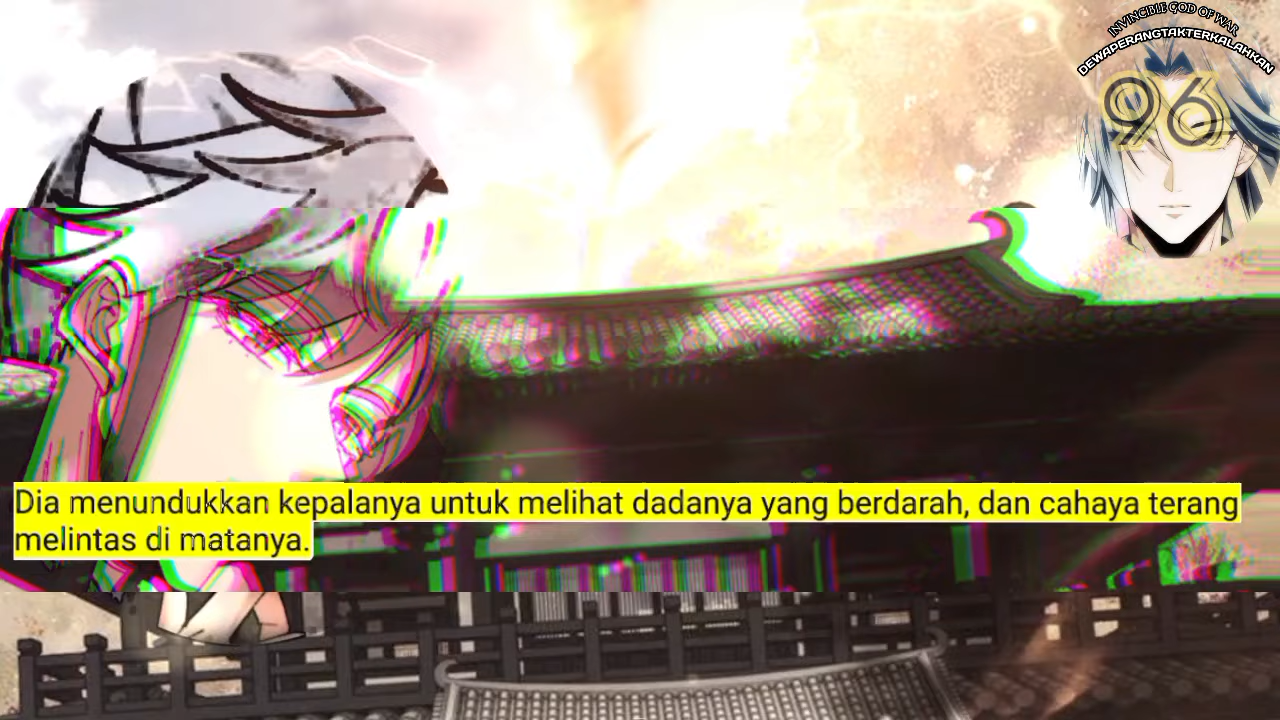 INVINCIBLE GOD OF WAR
DEWAPERANGTAKTERKALAHKAN
96
Dia menundukkan kepalanya untuk melihat dadanya yang berdarah, dan cahaya terang
melintas di matanya.